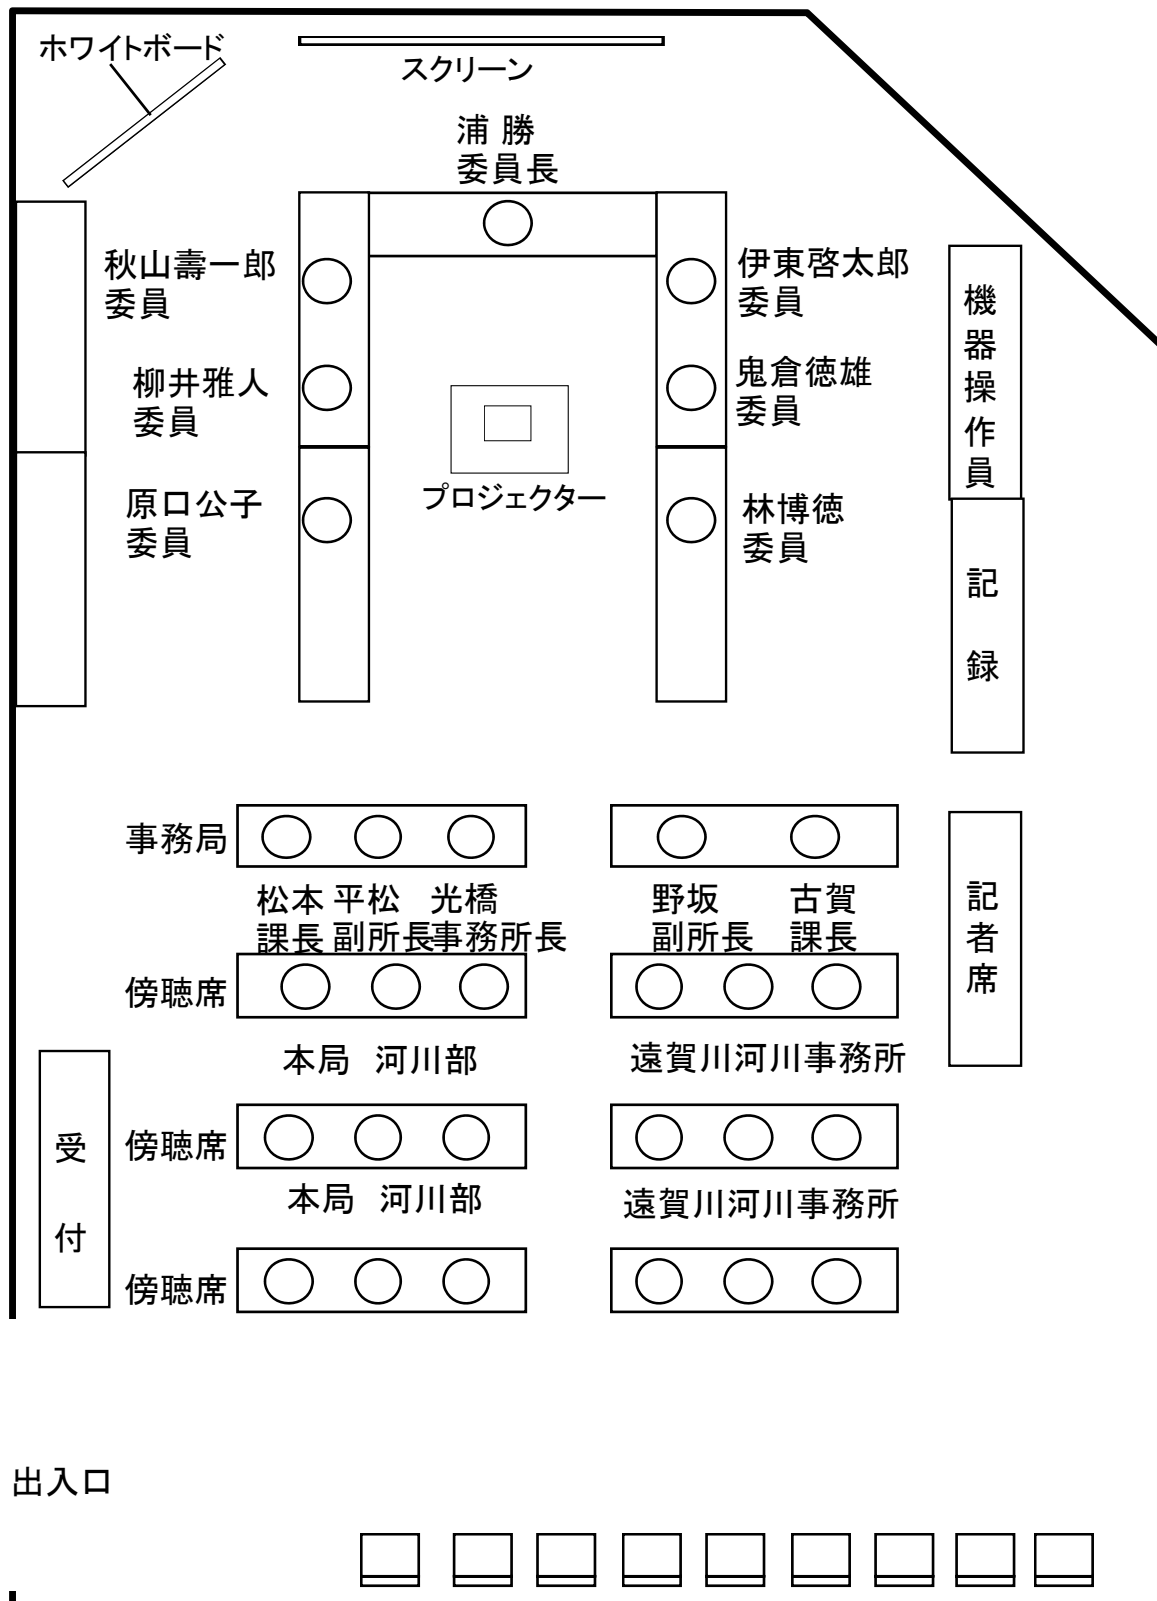 ホワイトボード
スクリーン
浦 勝
委員長
秋山壽一郎
委員
伊東啓太郎
委員
柳井雅人
委員
鬼倉徳雄
委員
プロジェクター
原口公子
委員
林博徳
委員
機器操作員
記録
事務局
松本
課長
平松
副所長
光橋
事務所長
野坂
副所長
古賀
課長
記者席
傍聴席
本局 河川部
遠賀川河川事務所
受付
傍聴席
本局 河川部
遠賀川河川事務所
傍聴席
出入口